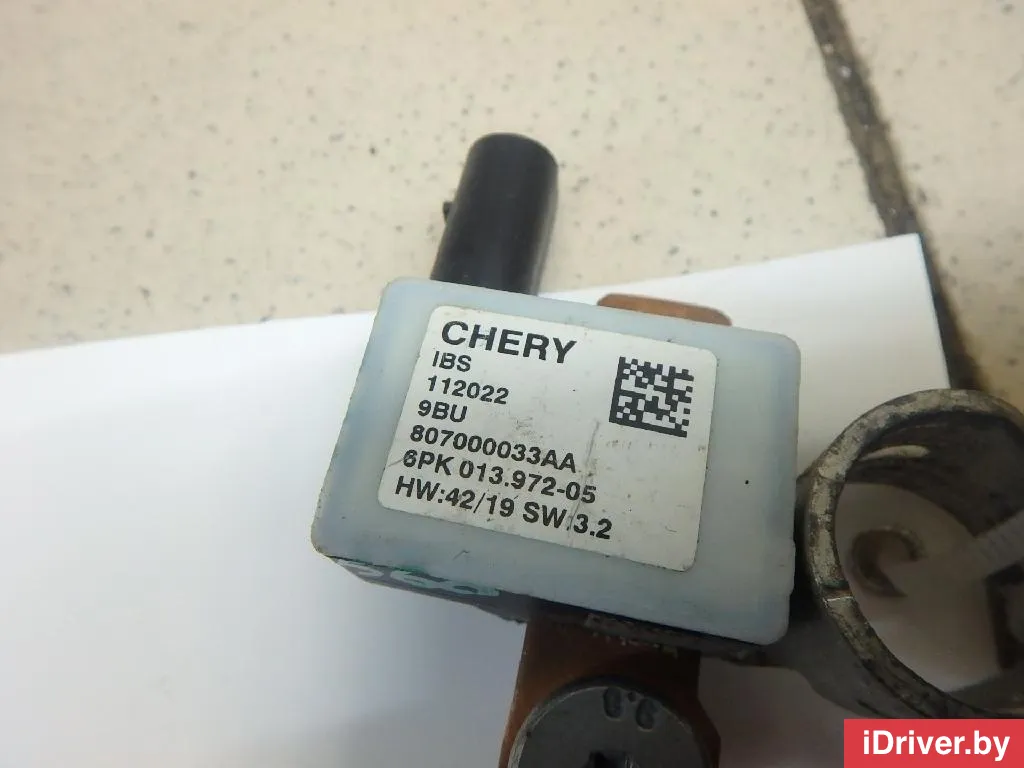 CHERY
IBS
112022
9BU
807000033AA
6PK 013.972-05
HW:42/19 SW:3.2
iDriver.by